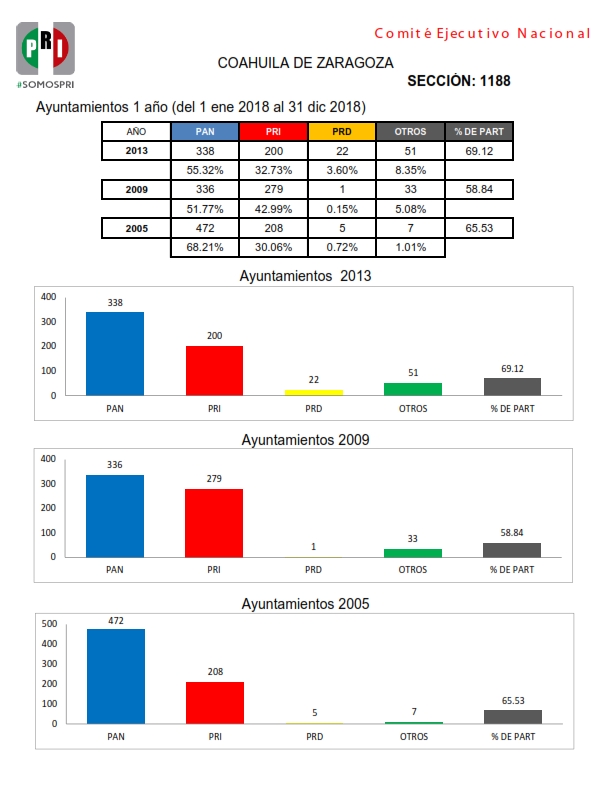 Comité Ejecutivo Nacional
PRI
#SOMOSPRI
COAHUILA DE ZARAGOZA
SECCIÓN: 1188
Ayuntamientos 1 año (del 1 ene 2018 al 31 dic 2018)
AÑO PAN PRI PRD OTROS % DE PART
2013 338 200 22 51 69.12
55.32% 32.73% 3.60% 8.35%
2009 336 279 1 33 58.84
51.77% 42.99% 0.15% 5.08%
2005 472 208 5 7 65.53
68.21% 30.06% 0.72% 1.01%
Ayuntamientos 2013
400
300
200
100
0
338 200 22 51 69.12
PAN PRI PRD OTROS % DE PART
Ayuntamientos 2009
400
300
200
100
0
336 279 1 33 58.84
PAN PRI PRD OTROS % DE PART
Ayuntamientos 2005
500
400
300
200
100
0
472 208 5 7 65.53
PAN PRI PRD OTROS % DE PART